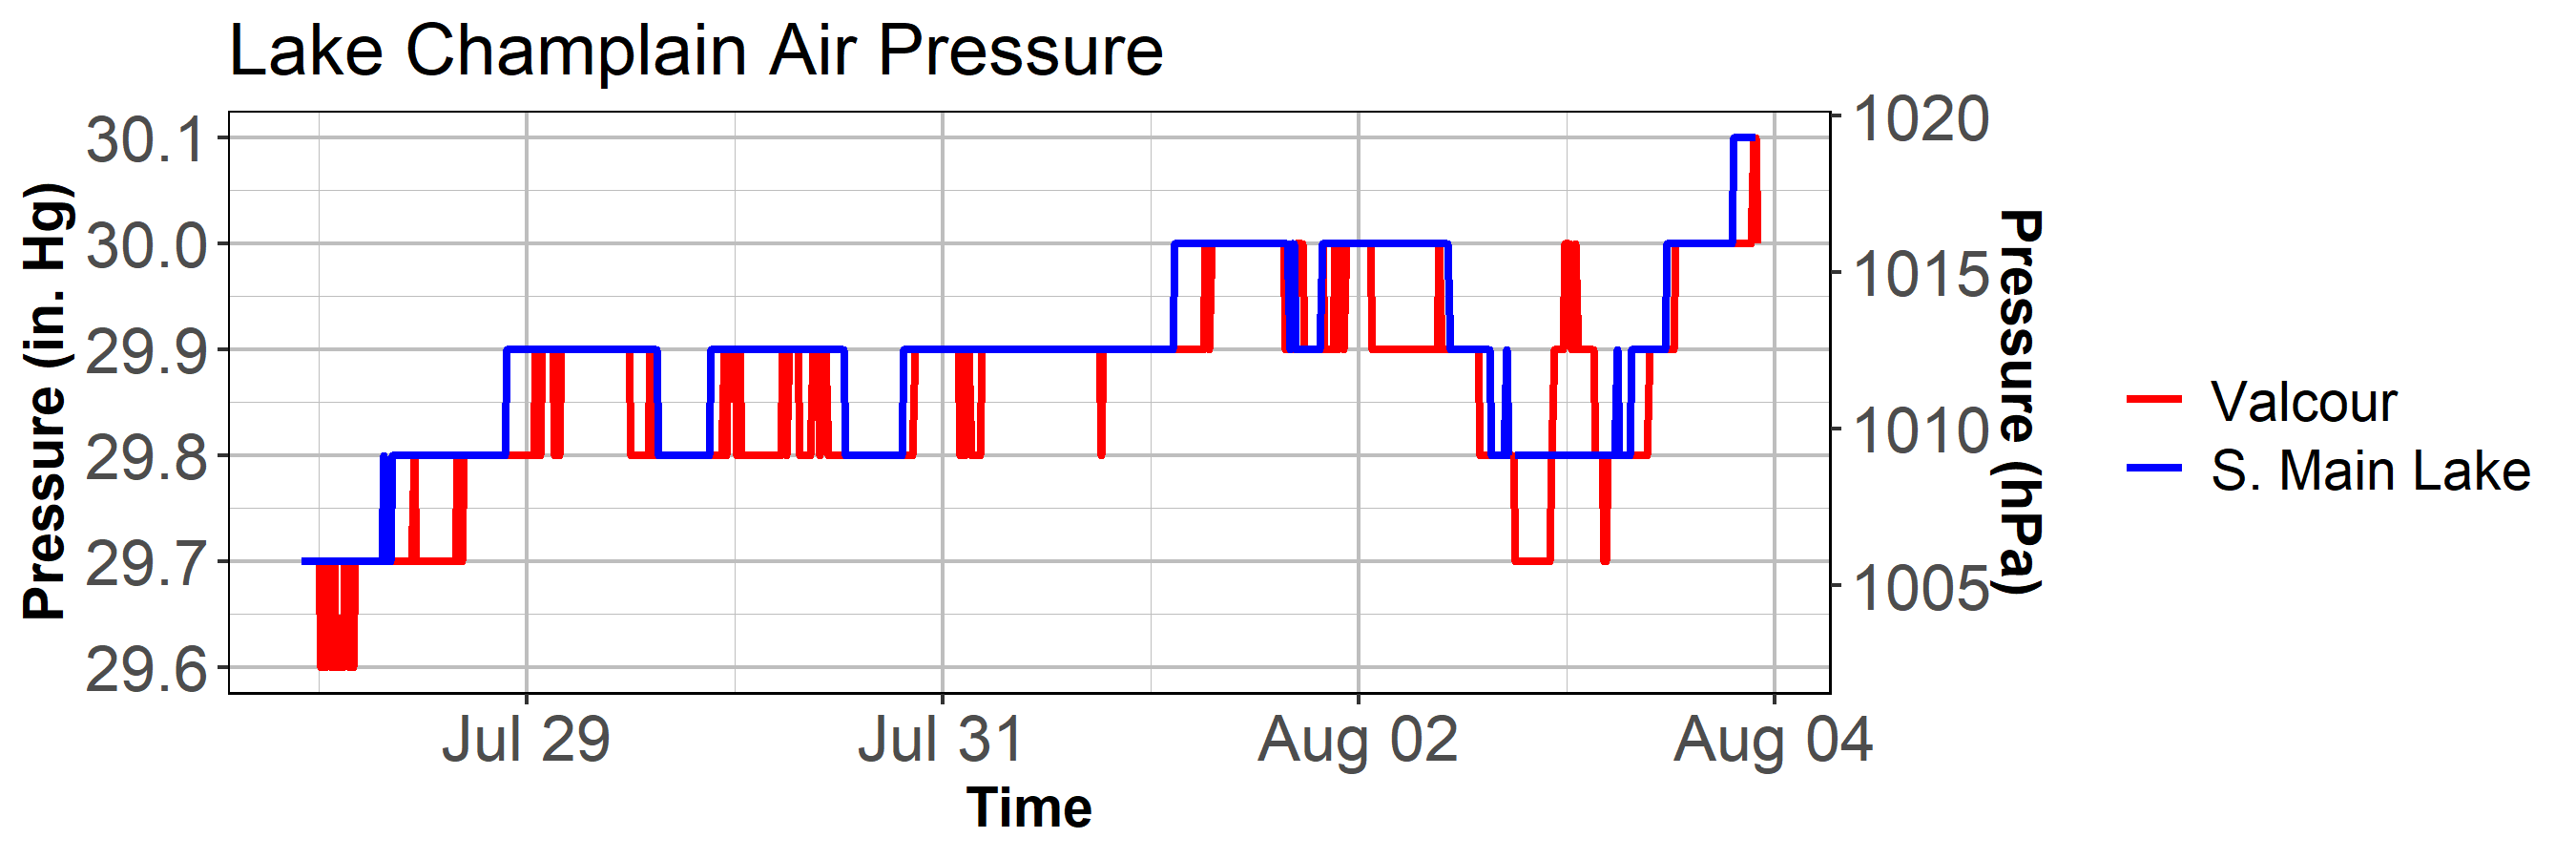 Lake Champlain Air Pressure
Pressure (in. Hg)
30.1
30.0
29.9
29.8
29.7
29.6
1020
1015
1010
1005
Pressure (hPa)
Jul 29
Jul 31
Aug 02
Aug 04
Time
Valcour
S. Main Lake